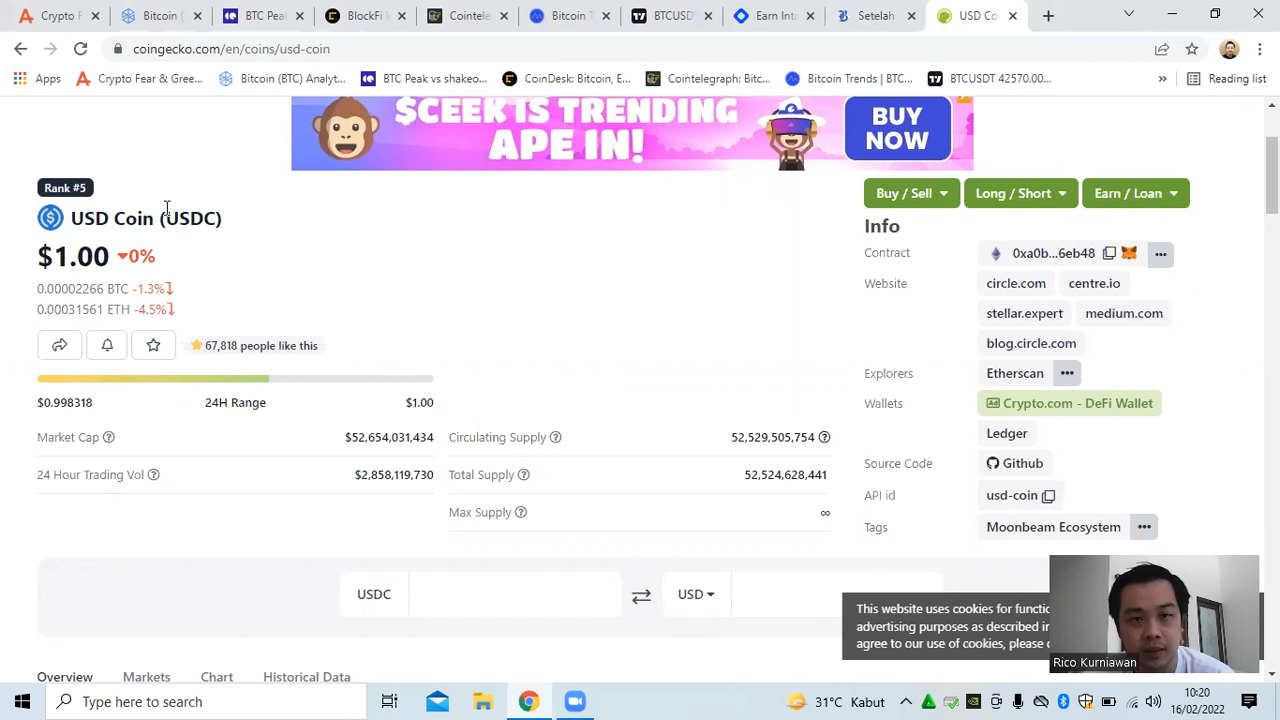 Crypto F
Bitcoin (
BTC Peak
BlockFi
Cointele
Bitcoin T
BTCUSD
Earn Inte
Setelah
USD Co
coingecko.com/en/coins/usd-coin
Apps
Crypto Fear & Gree...
Bitcoin (BTC) Analyt...
BTC Peak vs shakeo...
CoinDesk: Bitcoin, E...
Cointelegraph: Bitc...
Bitcoin Trends | BTC...
BTCUSDT 42570.00...
»
Reading list
$CEEK IS TRENDING
APE IN!
BUY
NOW
Rank #5
USD Coin (USDC)
$1.00 0%
0.00002266 BTC -1.3%
0.00031561 ETH -4.5%
67,818 people like this
$0.998318 24H Range $1.00
Market Cap $52,654,031,434
24 Hour Trading Vol $2,858,119,730
Circulating Supply 52,529,505,754
Total Supply 52,524,628,441
Max Supply ∞
Buy / Sell
Long / Short
Earn / Loan
Info
Contract 0xa0b...6eb48
Website circle.com centre.io
stellar.expert medium.com
blog.circle.com
Explorers Etherscan
Wallets Ad Crypto.com - DeFi Wallet
Ledger
Source Code Github
API id usd-coin
Tags Moonbeam Ecosystem
USDC USD
This website uses cookies for functio
advertising purposes as described in
agree to our use of cookies, please c
Rico Kurniawan
Overview Markets Chart Historical Data
Type here to search
31°C Kabut
10:20
16/02/2022